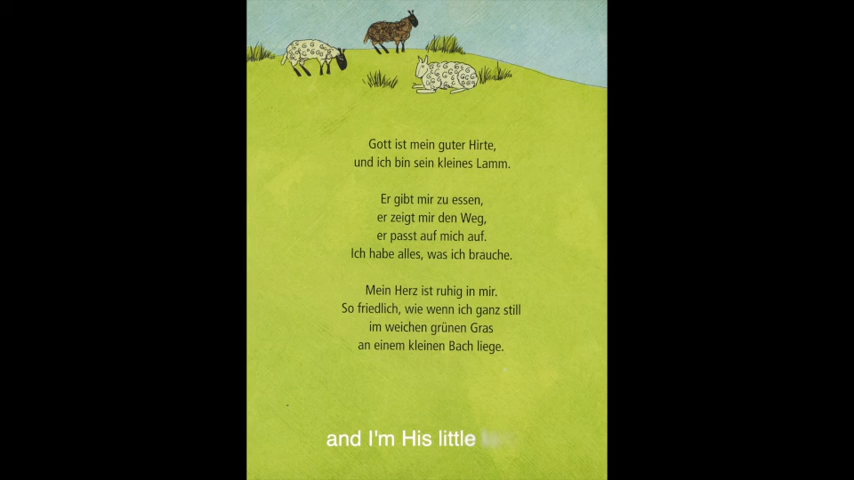 Gott ist mein guter Hirte,
und ich bin sein kleines Lamm.
Er gibt mir zu essen,
er zeigt mir den Weg,
er passt auf mich auf.
Ich habe alles, was ich brauche.
Mein Herz ist ruhig in mir.
So friedlich, wie wenn ich ganz still
im weichen grünen Gras
an einem kleinen Bach liege.
and I'm His little